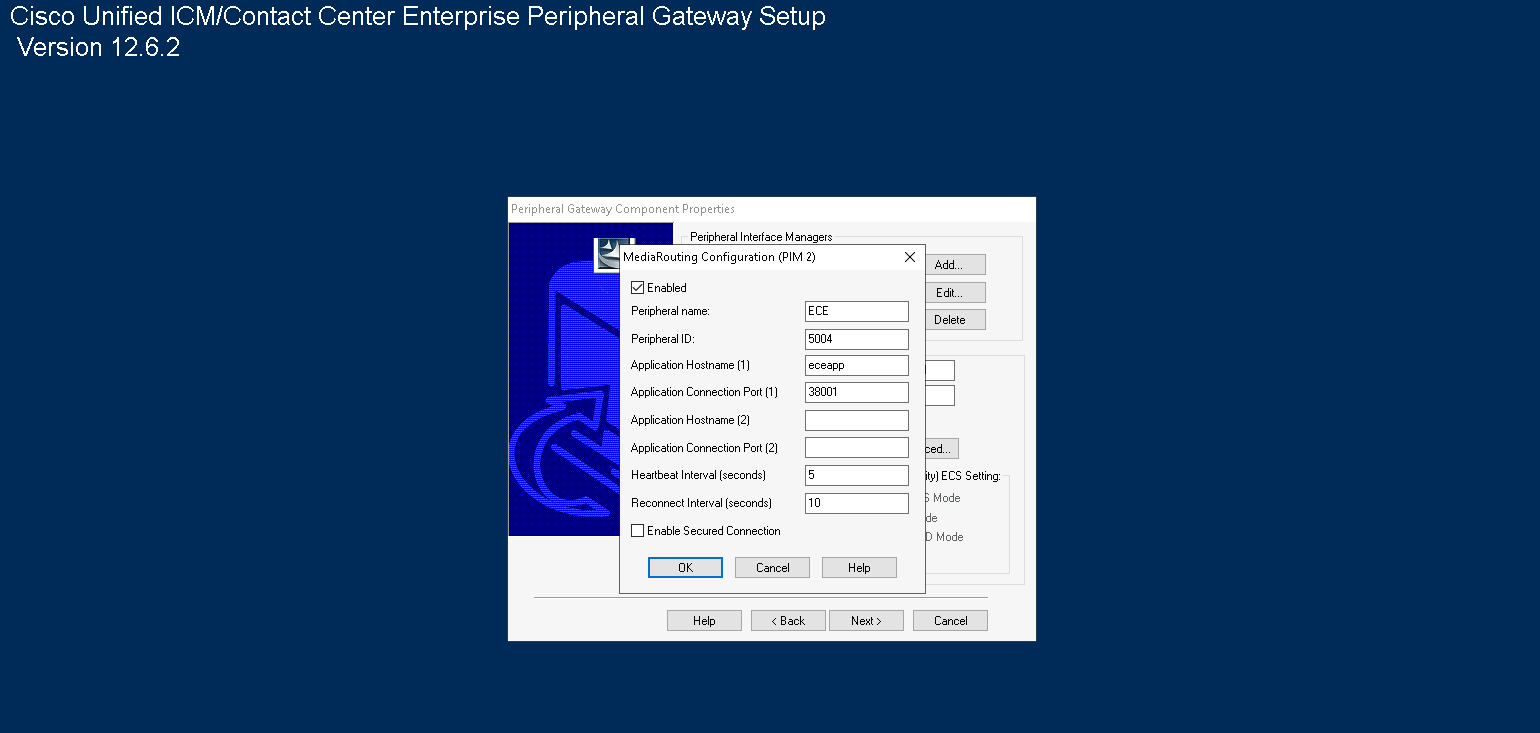 Cisco Unified ICM/Contact Center Enterprise Peripheral Gateway Setup
Version 12.6.2
Peripheral Gateway Component Properties
Peripheral Interface Managers
MediaRouting Configuration (PIM 2)
Add...
Enabled
Edit...
Peripheral name: ECE
Delete
Peripheral ID: 5004
Application Hostname (1) eceapp
Application Connection Port (1) 38001
Application Hostname (2)
Application Connection Port (2)
ced...
Heartbeat Interval (seconds) 5
ity) ECS Setting:
S Mode
Reconnect Interval (seconds) 10
de
Enable Secured Connection
D Mode
OK Cancel Help
Help < Back Next > Cancel